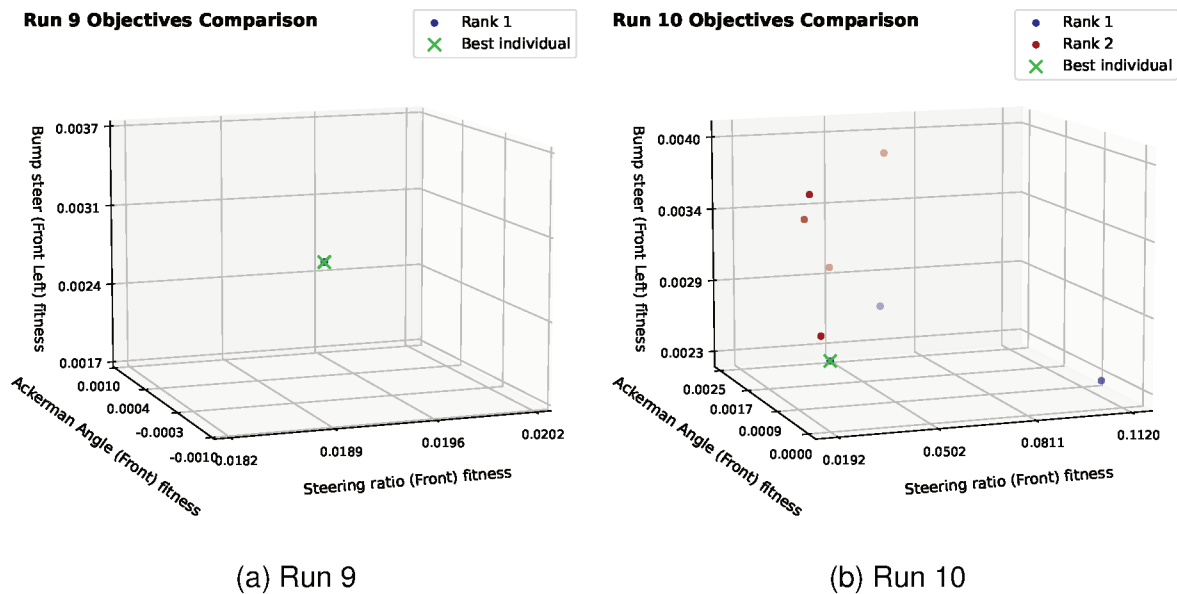 Run 9 Objectives Comparison
Rank 1
Best individual
Bump steer (Front Left) fitness
0.0037
0.0031
0.0024
0.0017
0.0010
0.0004
-0.0003
-0.0010
Ackerman Angle (Front) fitness
0.0182
0.0189
0.0196
0.0202
Steering ratio (Front) fitness
(a) Run 9
Run 10 Objectives Comparison
Rank 1
Rank 2
Best individual
Bump steer (Front Left) fitness
0.0040
0.0034
0.0029
0.0023
0.0025
0.0017
0.0009
0.0000
Ackerman Angle (Front) fitness
0.0192
0.0502
0.0811
0.1120
Steering ratio (Front) fitness
(b) Run 10